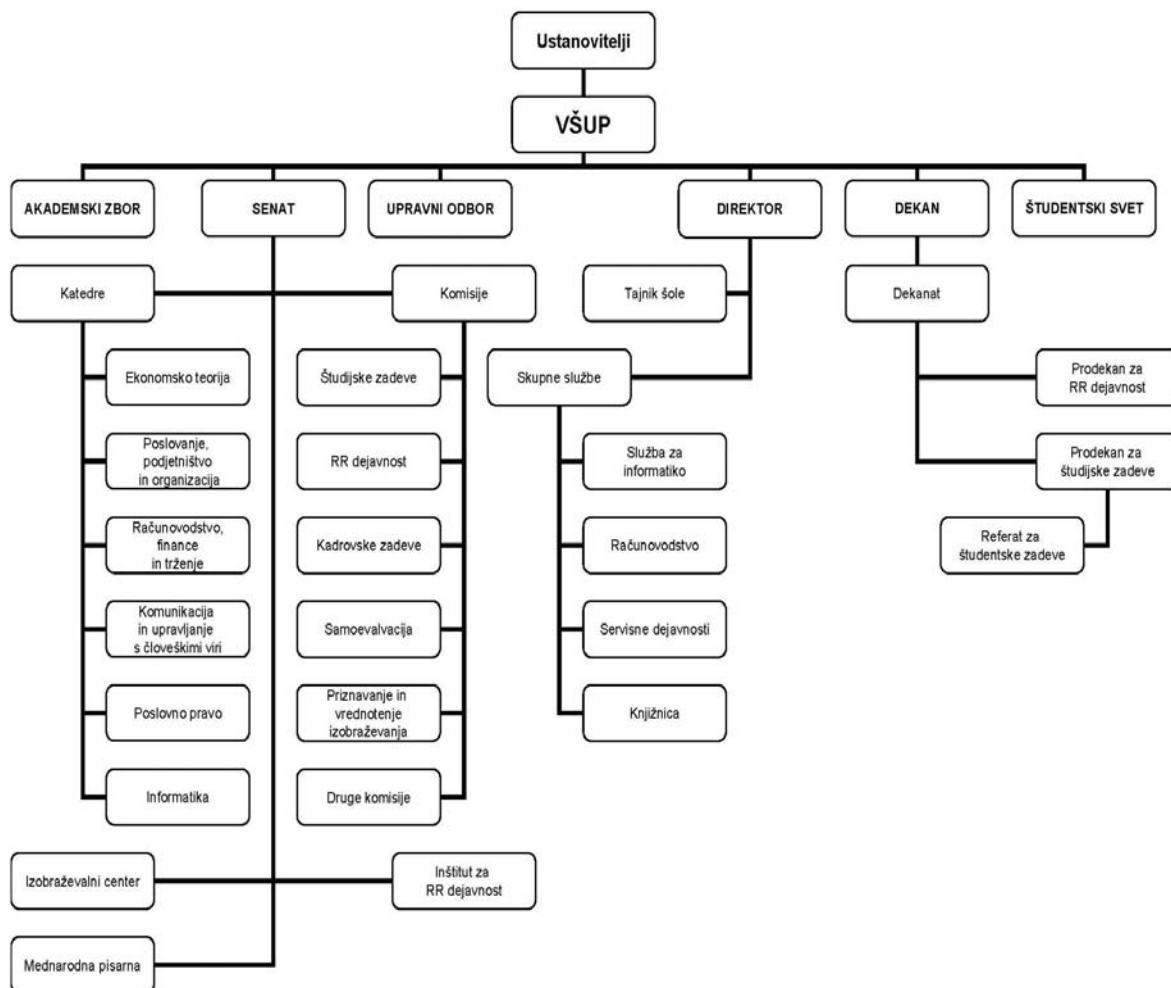 Ustanovitelji
VŠUP
AKADEMSKI ZBOR
SENAT
UPRAVNI ODBOR
DIREKTOR
DEKAN
ŠTUDENTSKI SVET
Katedre
Komisije
Tajnik šole
Dekanat
Ekonomsko teorija
Študijske zadeve
Skupne službe
Prodekan za
RR dejavnost
Poslovanje,
podjetništvo
in organizacija
RR dejavnost
Služba za
informatiko
Prodekan za
študijske zadeve
Računovodstvo,
finance
in trženje
Kadrovske zadeve
Računovodstvo
Referat za
študentske zadeve
Komunikacija
in upravljanje
s človeškimi viri
Samoevalvacija
Servisne dejavnosti
Poslovno pravo
Priznavanje in
vrednotenje
izobraževanja
Knjižnica
Informatika
Druge komisije
Izobraževalni center
Inštitut za
RR dejavnost
Mednarodna pisarna